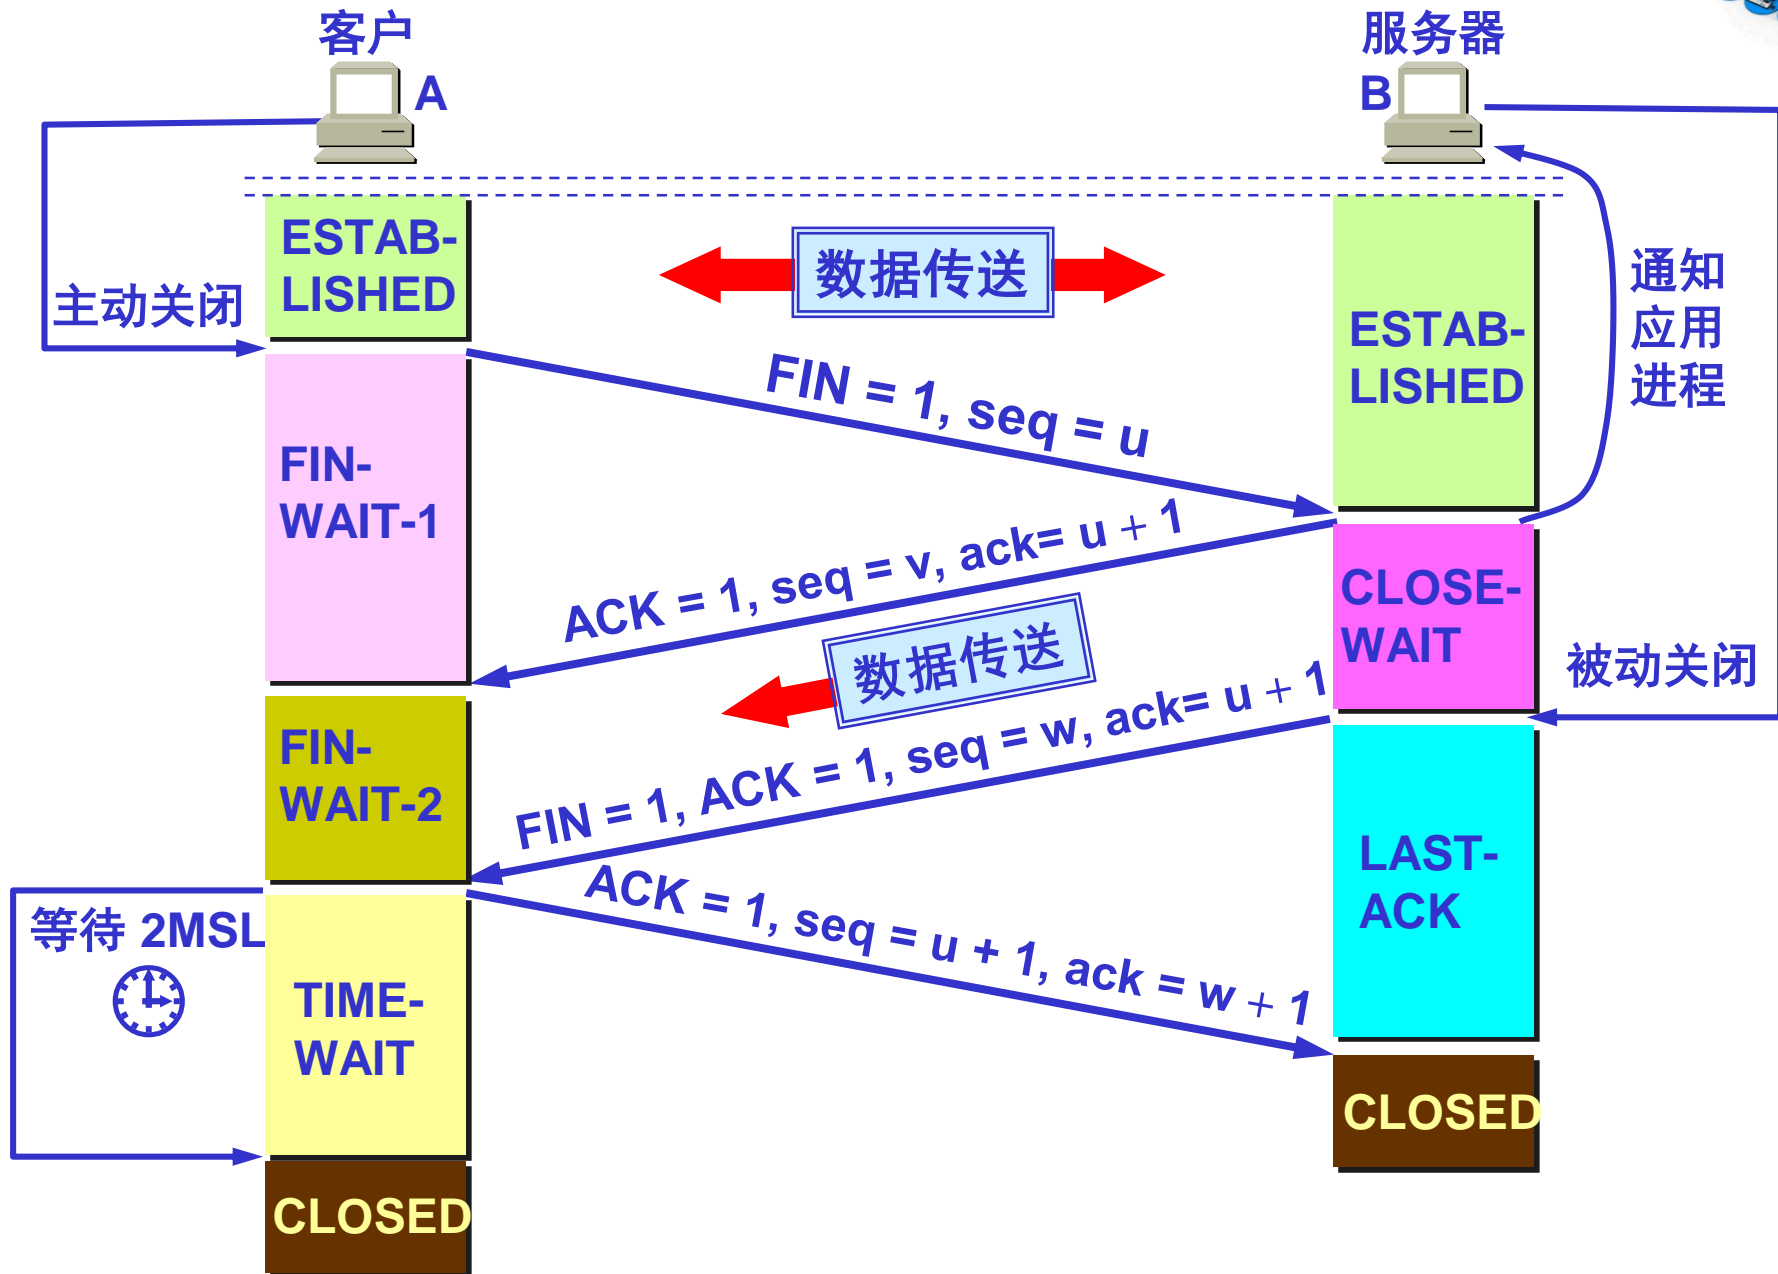 客户
服务器
A
B
ESTAB-
LISHED
数据传送
主动关闭
通知
应用
进程
ESTAB-
LISHED
FIN = 1, seq = u
FIN-
WAIT-1
ACK = 1, seq = v, ack= u + 1
CLOSE-
WAIT
数据传送
被动关闭
FIN-
WAIT-2
FIN = 1, ACK = 1, seq = w, ack= u + 1
LAST-
ACK
等待 2MSL
ACK = 1, seq = u + 1, ack = w + 1
TIME-
WAIT
CLOSED
CLOSED